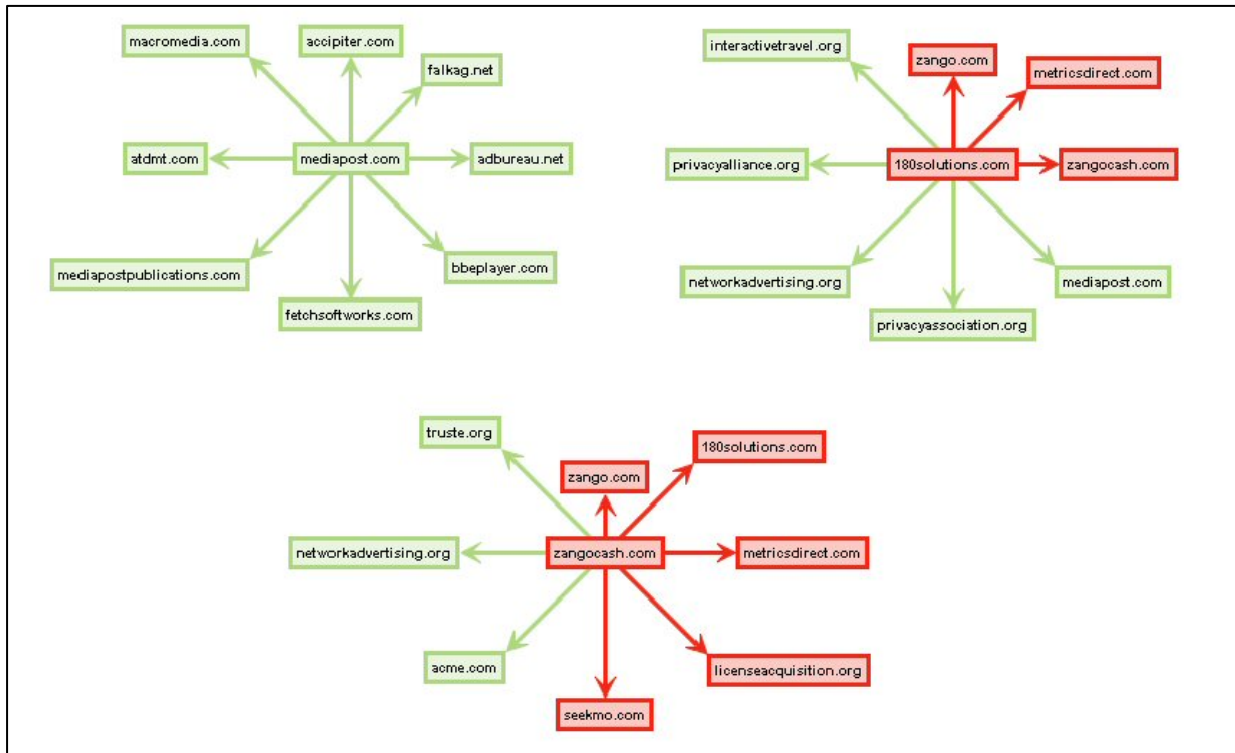 macromedia.com
accipiter.com
falkag.net
atdmt.com
mediapost.com
adbureau.net
mediapostpublications.com
bbeplayer.com
fetchsoftworks.com
interactivetravel.org
zango.com
metricsdirect.com
privacyalliance.org
180solutions.com
zangocash.com
networkadvertising.org
mediapost.com
privacyassociation.org
truste.org
180solutions.com
zango.com
networkadvertising.org
zangocash.com
metricsdirect.com
acme.com
licenseacquisition.org
seekmo.com